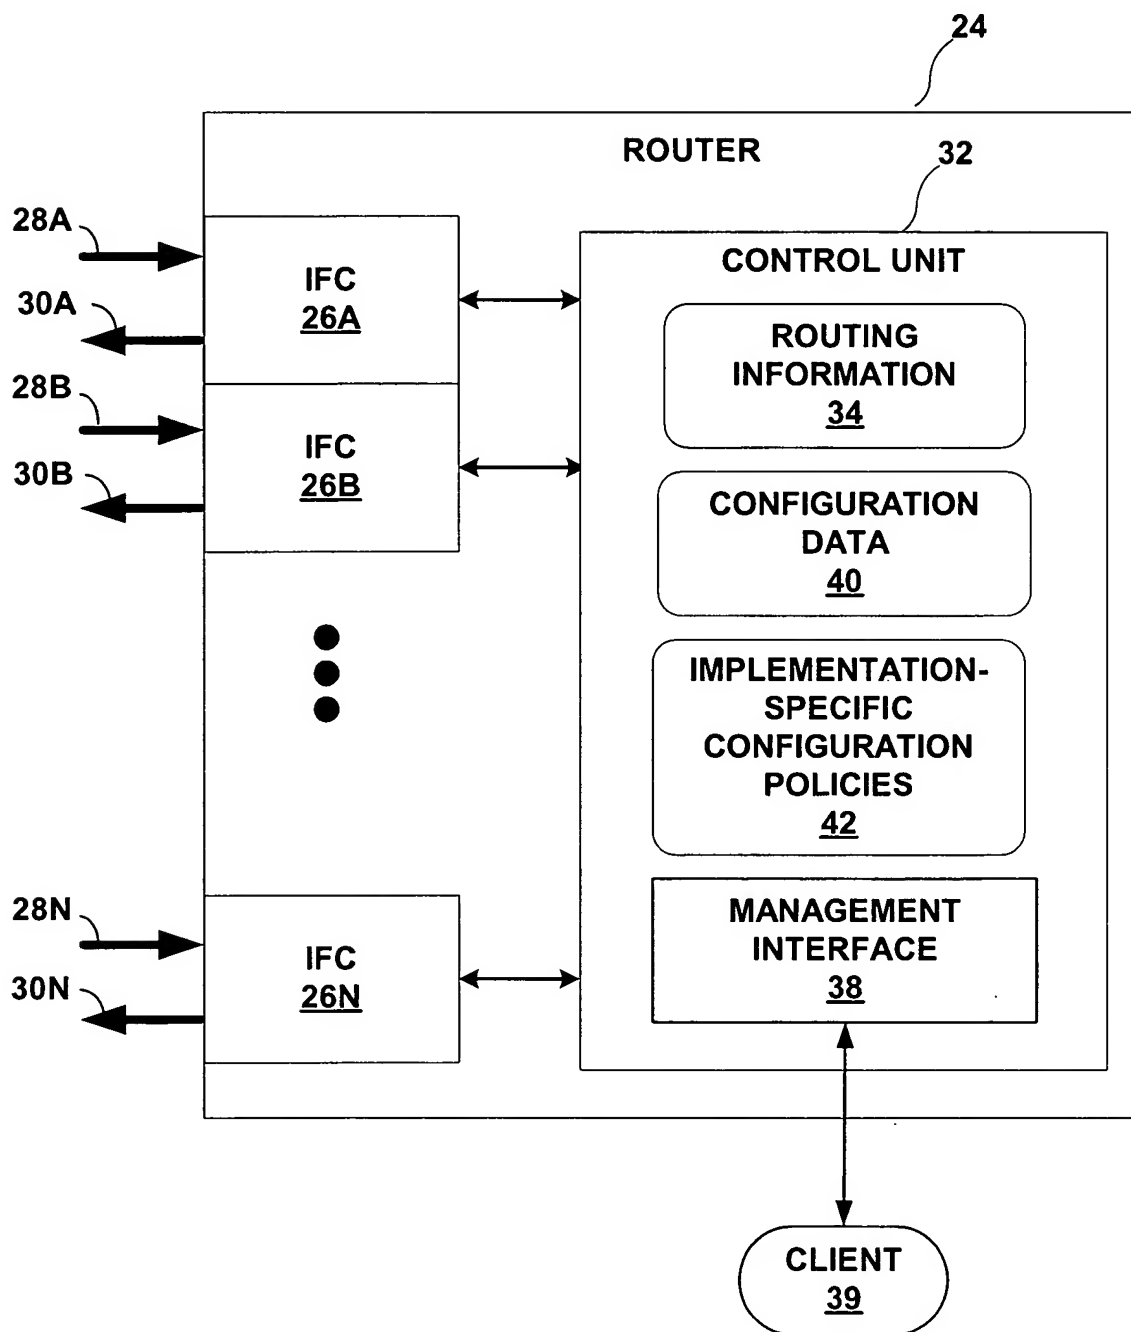 24
ROUTER
32
28A
30A
28B
30B
IFC
26A
IFC
26B
CONTROL UNIT
ROUTING
INFORMATION
34
CONFIGURATION
DATA
40
IMPLEMENTATION-
SPECIFIC
CONFIGURATION
POLICIES
42
28N
30N
IFC
26N
MANAGEMENT
INTERFACE
38
CLIENT
39